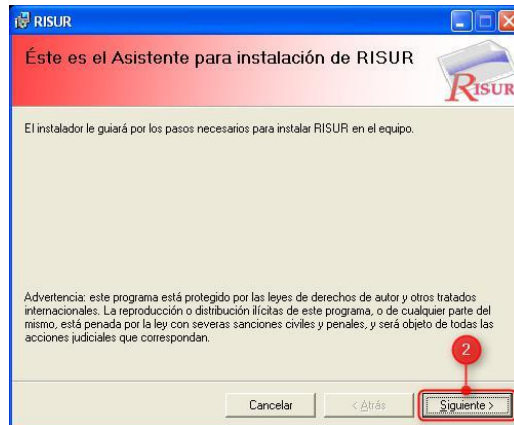 RISUR
Éste es el Asistente para instalación de RISUR
RISUR
El instalador le guiará por los pasos necesarios para instalar RISUR en el equipo.
Advertencia: este programa está protegido por las leyes de derechos de autor y otros tratados
internacionales. La reproducción o distribución ilícitas de este programa, o de cualquier parte del
mismo, está penada por la ley con severas sanciones civiles y penales, y será objeto de todas las
acciones judiciales que correspondan.
2
Cancelar < Atrás Siguiente >